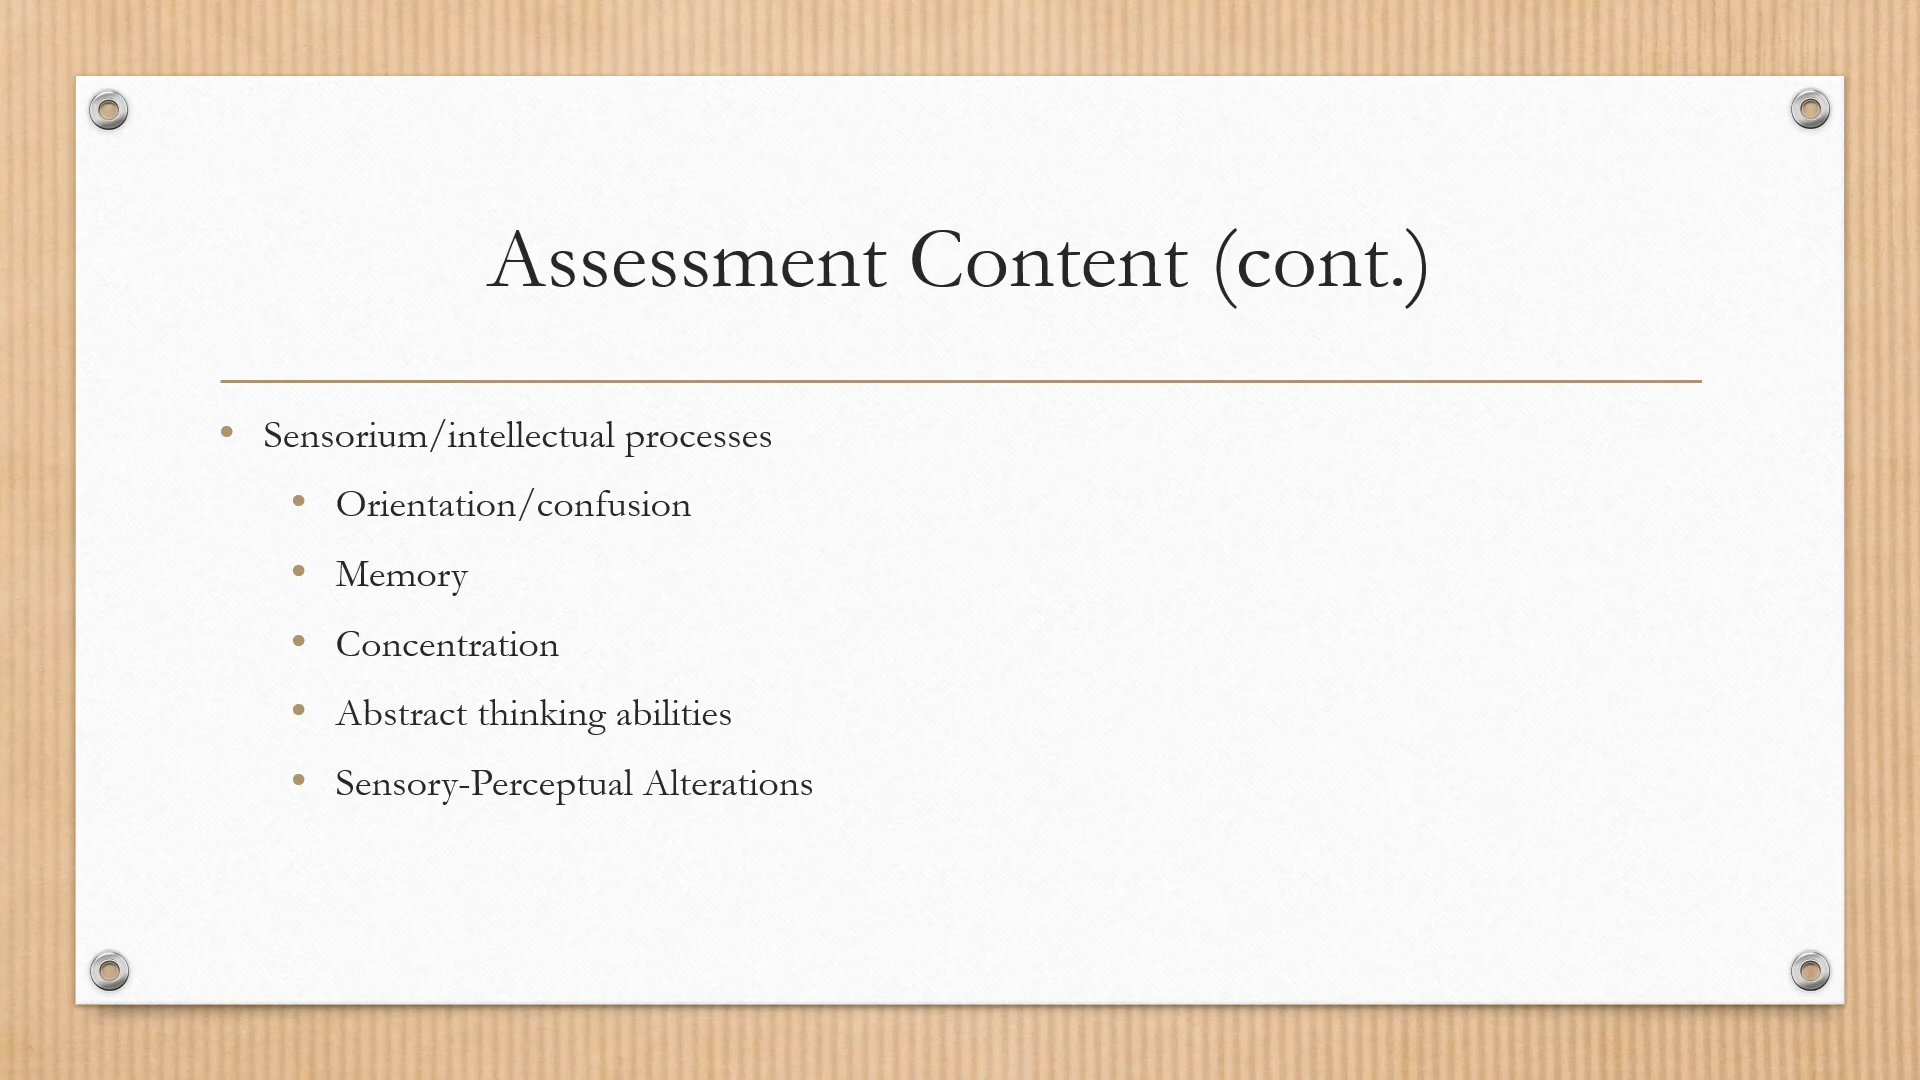 Assessment Content (cont.)
• Sensorium/intellectual processes
• Orientation/confusion
• Memory
• Concentration
• Abstract thinking abilities
• Sensory-Perceptual Alterations